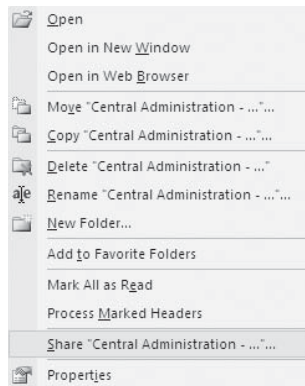 Open
Open in New Window
Open in Web Browser
Move "Central Administration - ..."...
Copy "Central Administration - ..."...
Delete "Central Administration - ..."
Rename "Central Administration - ..."...
New Folder...
Add to Favorite Folders
Mark All as Read
Process Marked Headers
Share "Central Administration - ..."...
Properties